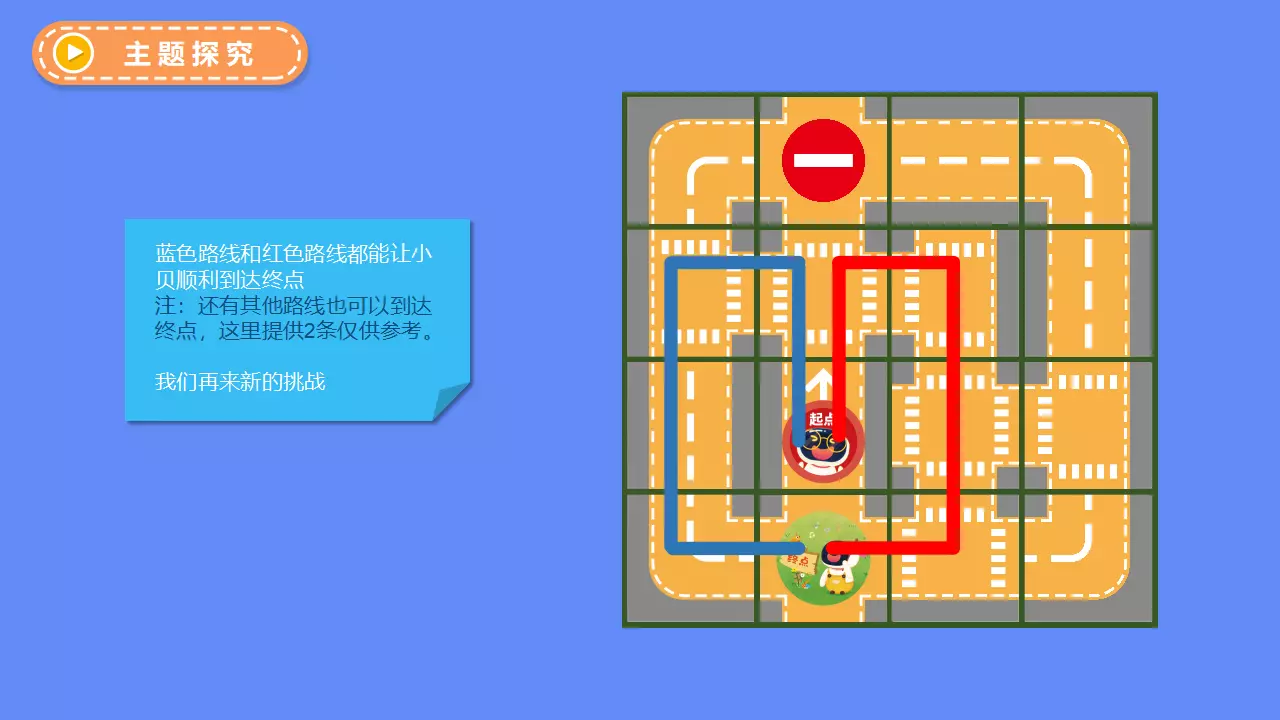 主题探究
蓝色路线和红色路线都能让小
贝顺利到达终点
注：还有其他路线也可以到达
终点，这里提供2条仅供参考。
我们再来新的挑战
起点
终点